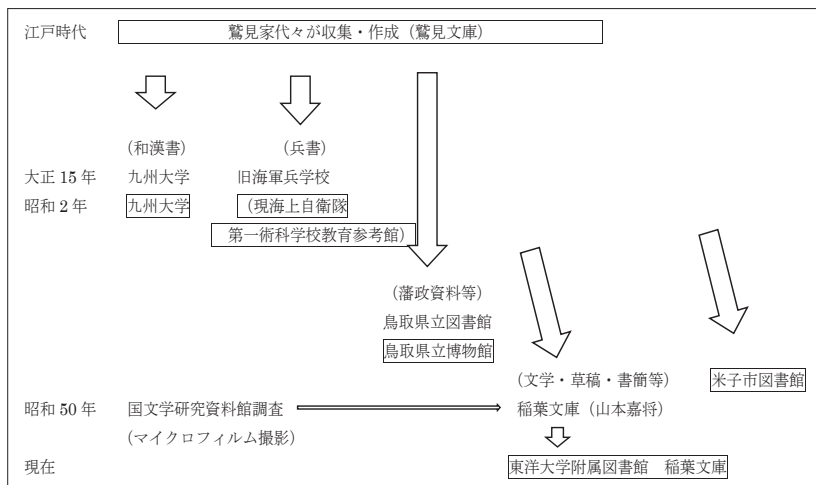 江戸時代 鷲見家代々が収集・作成（鷲見文庫）
（和漢書） （兵書）
大正 15 年 九州大学 旧海軍兵学校
昭和 2 年 九州大学 （現海上自衛隊
第一術科学校教育参考館）
（藩政資料等）
鳥取県立図書館
鳥取県立博物館
（文学・草稿・書簡等） 米子市図書館
昭和 50 年 国文学研究資料館調査 稲葉文庫（山本嘉将）
（マイクロフィルム撮影）
現在 東洋大学附属図書館　稲葉文庫